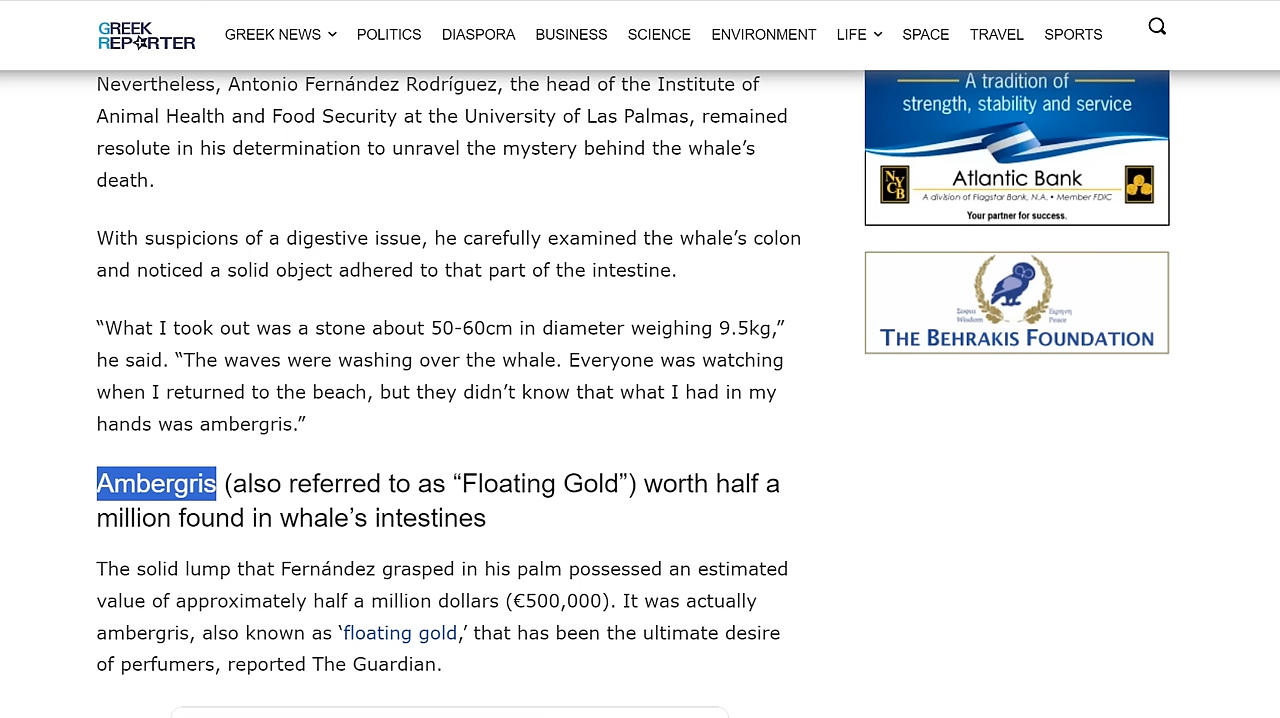 GREEK
REPORTER
GREEK NEWS
POLITICS
DIASPORA
BUSINESS
SCIENCE
ENVIRONMENT
LIFE
SPACE
TRAVEL
SPORTS
Nevertheless, Antonio Fernández Rodríguez, the head of the Institute of
Animal Health and Food Security at the University of Las Palmas, remained
resolute in his determination to unravel the mystery behind the whale’s
death.
With suspicions of a digestive issue, he carefully examined the whale’s colon
and noticed a solid object adhered to that part of the intestine.
“What I took out was a stone about 50-60cm in diameter weighing 9.5kg,”
he said. “The waves were washing over the whale. Everyone was watching
when I returned to the beach, but they didn’t know that what I had in my
hands was ambergris.”
Ambergris (also referred to as “Floating Gold”) worth half a
million found in whale’s intestines
The solid lump that Fernández grasped in his palm possessed an estimated
value of approximately half a million dollars (€500,000). It was actually
ambergris, also known as ‘floating gold,’ that has been the ultimate desire
of perfumers, reported The Guardian.
A tradition of
strength, stability and service
NYCB
Atlantic Bank
A division of Flagstar Bank, N.A. • Member FDIC
Your partner for success.
Σοφια Ειρηνη
Wisdom Peace
THE BEHRAKIS FOUNDATION